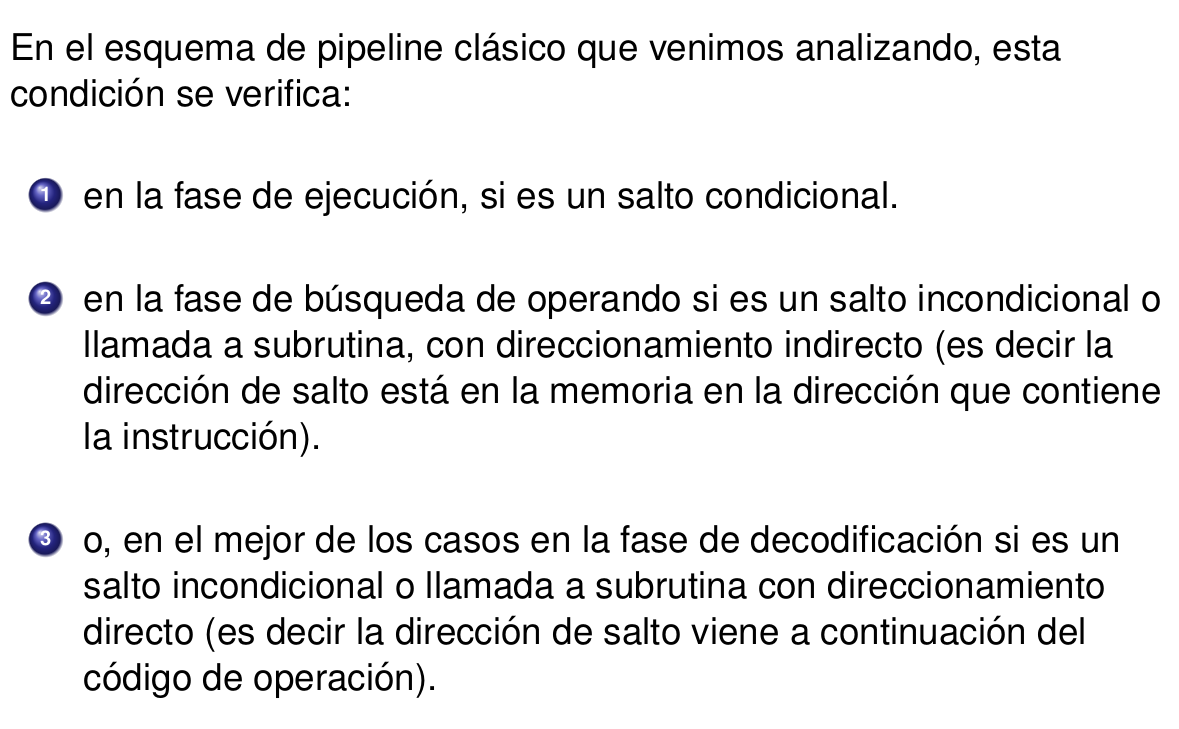 En el esquema de pipeline clásico que venimos analizando, esta
condición se verifica:
1 en la fase de ejecución, si es un salto condicional.
2 en la fase de búsqueda de operando si es un salto incondicional o
llamada a subrutina, con direccionamiento indirecto (es decir la
dirección de salto está en la memoria en la dirección que contiene
la instrucción).
3 o, en el mejor de los casos en la fase de decodificación si es un
salto incondicional o llamada a subrutina con direccionamiento
directo (es decir la dirección de salto viene a continuación del
código de operación).